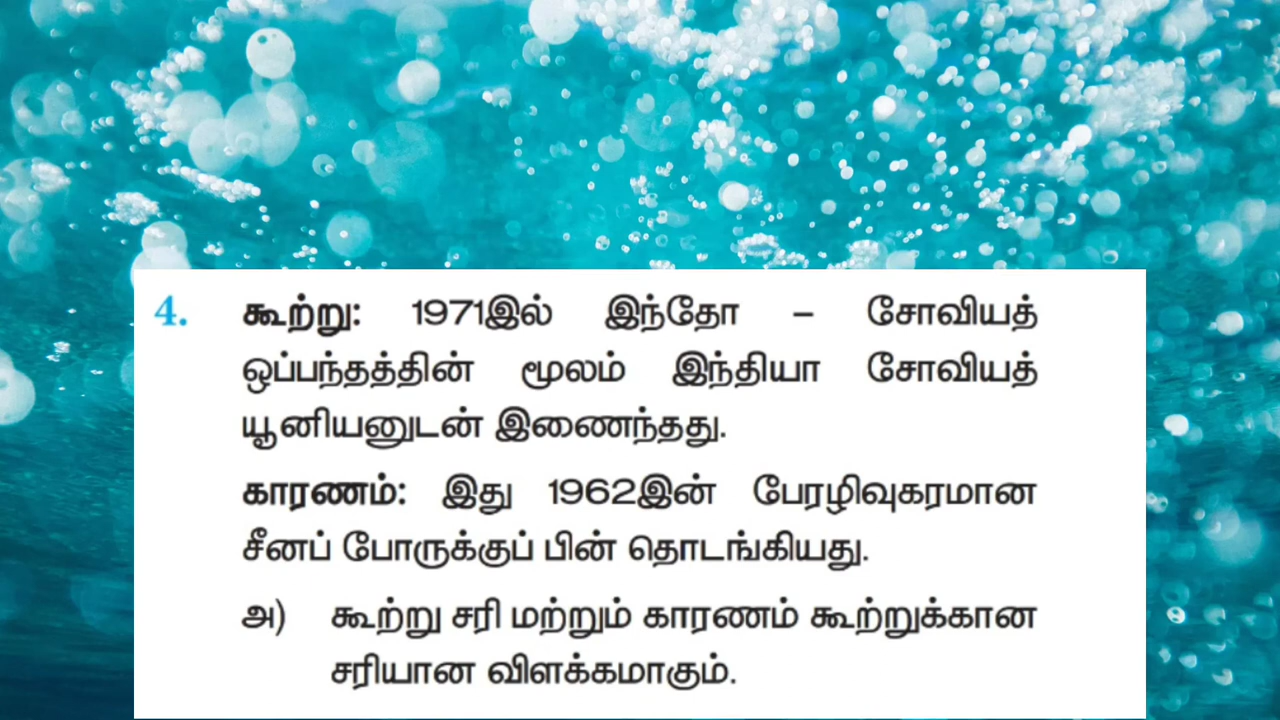 4. கூற்று: 1971இல் இந்தோ – சோவியத்
ஒப்பந்தத்தின் மூலம் இந்தியா சோவியத்
யூனியனுடன் இணைந்தது.
காரணம்: இது 1962இன் பேரழிவுகரமான
சீனப் போருக்குப் பின் தொடங்கியது.
அ) கூற்று சரி மற்றும் காரணம் கூற்றுக்கான
சரியான விளக்கமாகும்.